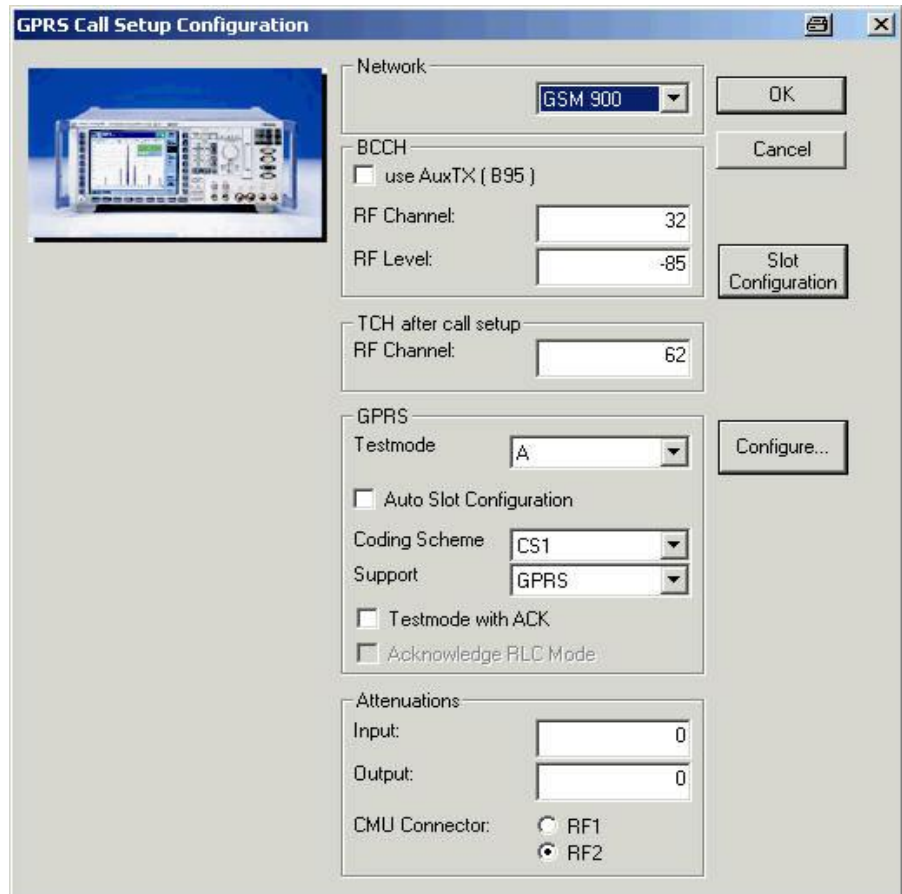 GPRS Call Setup Configuration
Network
GSM 900
OK
BCCH
Cancel
use AuxTX ( B95 )
RF Channel: 32
RF Level: -85
Slot
Configuration
TCH after call setup
RF Channel: 62
GPRS
Testmode A
Configure...
Auto Slot Configuration
Coding Scheme CS1
Support GPRS
Testmode with ACK
Acknowledge RLC Mode
Attenuations
Input: 0
Output: 0
CMU Connector: RF1
RF2